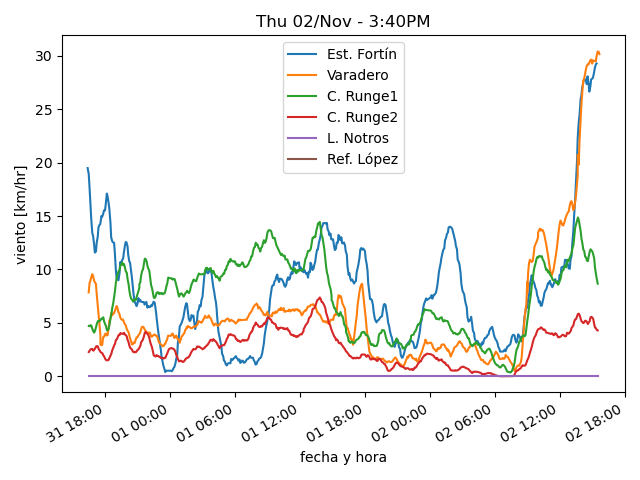 Thu 02/Nov - 3:40PM
Est. Fortín
Varadero
C. Runge1
C. Runge2
L. Notros
Ref. López
viento [km/hr]
30
25
20
15
10
5
0
31 18:00
01 00:00
01 06:00
01 12:00
01 18:00
02 00:00
02 06:00
02 12:00
02 18:00
fecha y hora